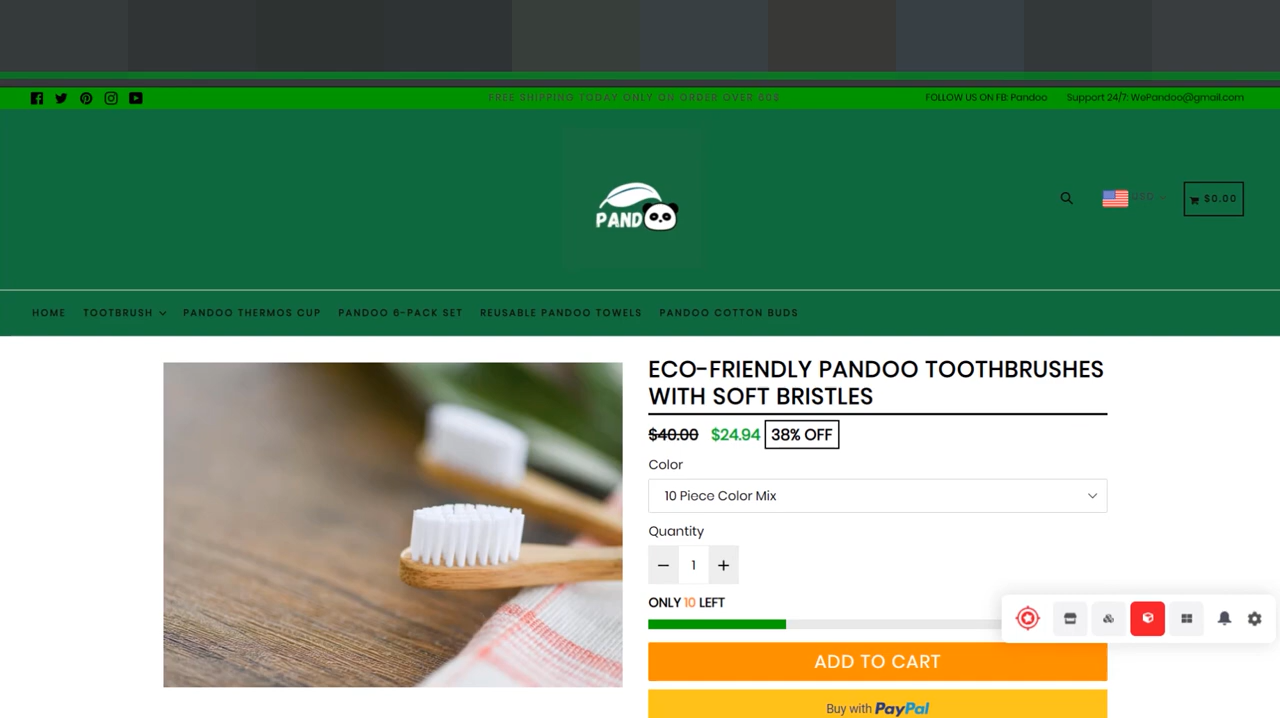 FREE SHIPPING TODAY ONLY ON ORDER OVER 60$
FOLLOW US ON FB: Pandoo
Support 24/7: WePandoo@gmail.com
PANDOO
USD
$0.00
HOME
TOOTBRUSH
PANDOO THERMOS CUP
PANDOO 6-PACK SET
REUSABLE PANDOO TOWELS
PANDOO COTTON BUDS
ECO-FRIENDLY PANDOO TOOTHBRUSHES
WITH SOFT BRISTLES
$40.00 $24.94 38% OFF
Color
10 Piece Color Mix
Quantity
1
ONLY 10 LEFT
ADD TO CART
Buy with PayPal